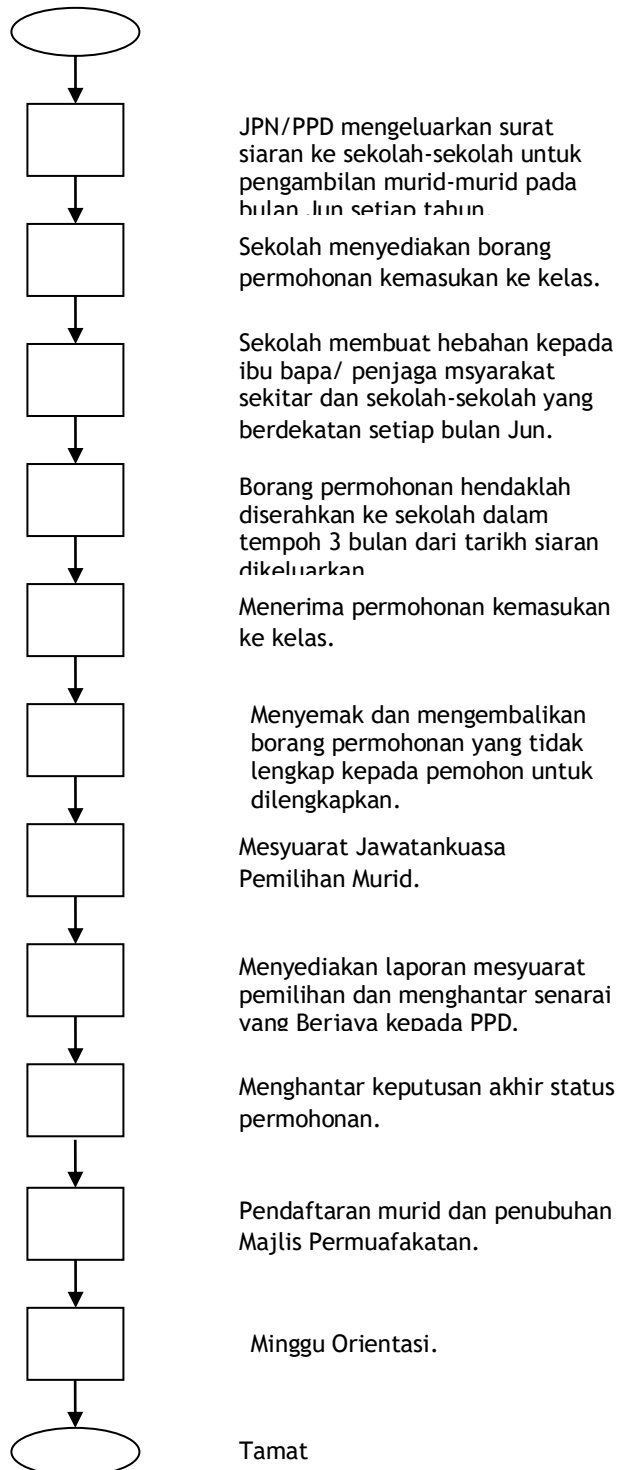 JPN/PPD mengeluarkan surat
siaran ke sekolah-sekolah untuk
pengambilan murid-murid pada
bulan Jun setiap tahun.
Sekolah menyediakan borang
permohonan kemasukan ke kelas.
Sekolah membuat hebahan kepada
ibu bapa/ penjaga msyarakat
sekitar dan sekolah-sekolah yang
berdekatan setiap bulan Jun.
Borang permohonan hendaklah
diserahkan ke sekolah dalam
tempoh 3 bulan dari tarikh siaran
dikeluarkan
Menerima permohonan kemasukan
ke kelas.
Menyemak dan mengembalikan
borang permohonan yang tidak
lengkap kepada pemohon untuk
dilengkapkan.
Mesyuarat Jawatankuasa
Pemilihan Murid.
Menyediakan laporan mesyuarat
pemilihan dan menghantar senarai
yang Berjaya kepada PPD.
Menghantar keputusan akhir status
permohonan.
Pendaftaran murid dan penubuhan
Majlis Permuafakatan.
Minggu Orientasi.
Tamat